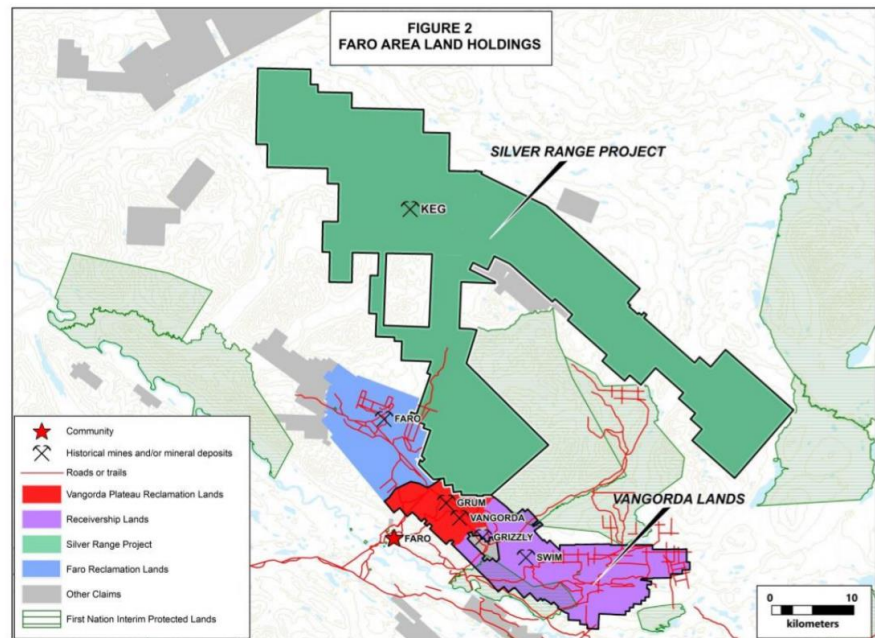 FIGURE 2
FARO AREA LAND HOLDINGS
SILVER RANGE PROJECT
KEG
FARO
GRUM
VANGORDA
GRIZZLY
SWIM
FARO
VANGORDA LANDS
Community
Historical mines and/or mineral deposits
Roads or trails
Vangorda Plateau Reclamation Lands
Receivership Lands
Silver Range Project
Faro Reclamation Lands
Other Claims
First Nation Interim Protected Lands
0 10
kilometers